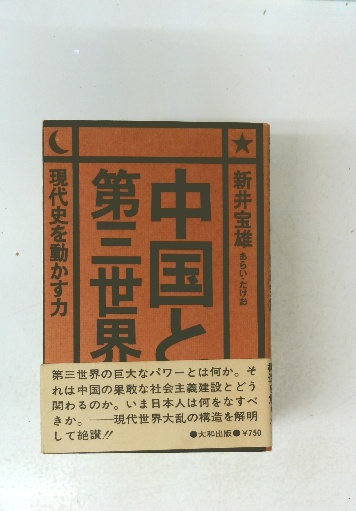 新井宝雄 あらい・たけお
中国と
第三世界
現代史を動かす力
第三世界の巨大なパワーとは何か。そ
れは中国の果敢な社会主義建設とどう
関わるのか。いま日本人は何をなすべ
きか。——現代世界大乱の構造を解明
して絶讃!!
●大和出版●¥750